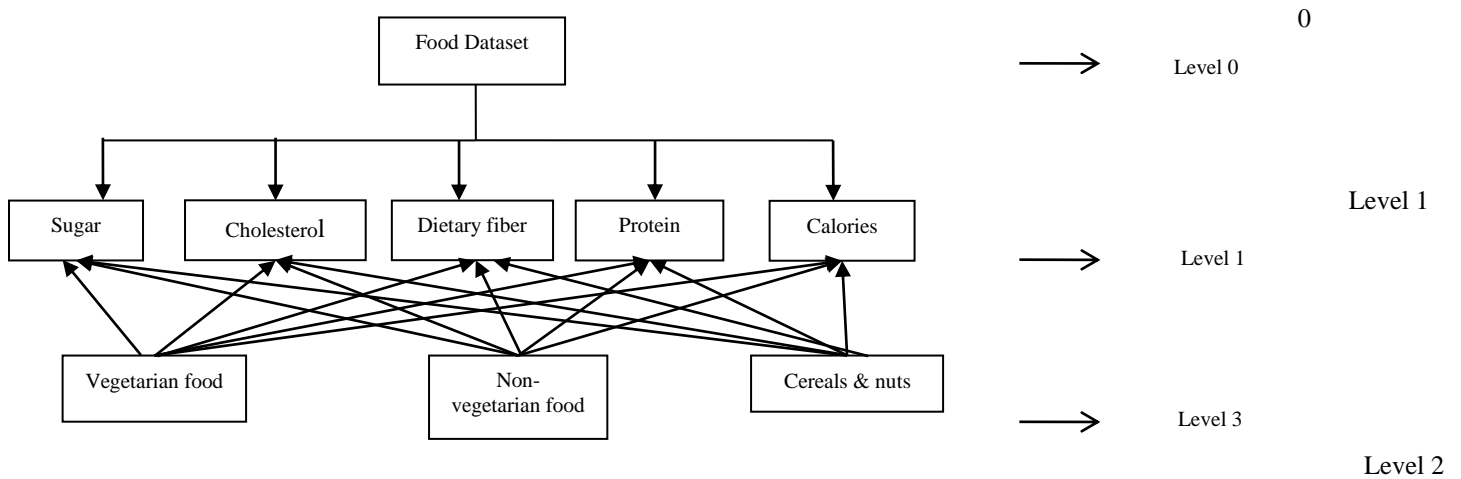 0
Food Dataset
Level 0
Level 1
Sugar
Cholesterol
Dietary fiber
Protein
Calories
Level 1
Vegetarian food
Non-
vegetarian food
Cereals & nuts
Level 3
Level 2